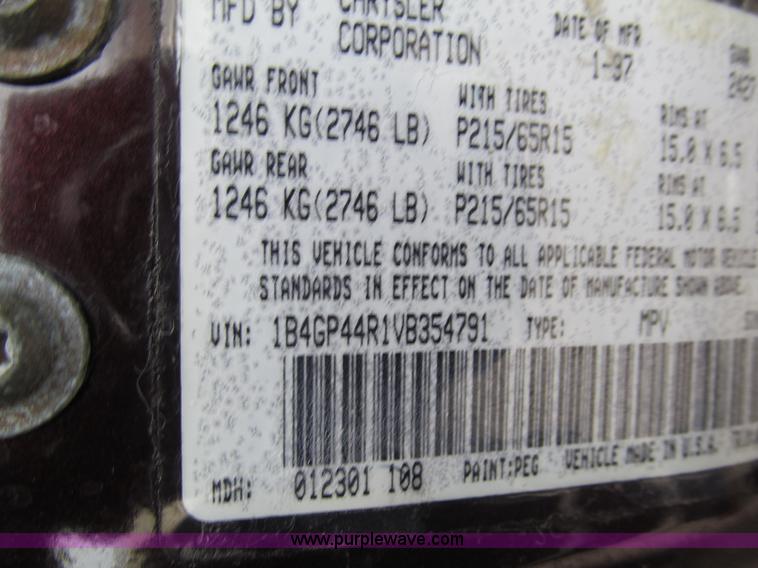 MFD BY CHRYSLER CORPORATION DATE OF MFR
1-97
GAWR FRONT WITH TIRES RIMS AT
1246 KG(2746 LB) P215/65R15 15.0 X 6.5
GAWR REAR WITH TIRES RIMS AT
1246 KG(2746 LB) P215/65R15 15.0 X 6.5
THIS VEHICLE CONFORMS TO ALL APPLICABLE FEDERAL MOTOR VEHICLE
STANDARDS IN EFFECT ON THE DATE OF MANUFACTURE SHOWN ABOVE.
VIN: 1B4GP44R1VB354791 TYPE: MPV
MDH: 012301 108 PAINT:PEG VEHICLE MADE IN U.S.A.
www.purplewave.com